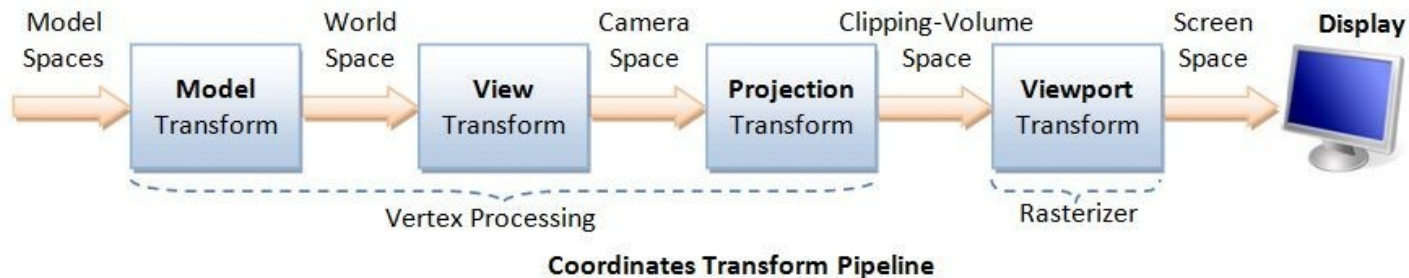 Model
Spaces
World
Space
Camera
Space
Clipping-Volume
Space
Screen
Space
Display
Model
Transform
View
Transform
Projection
Transform
Viewport
Transform
Vertex Processing
Rasterizer
Coordinates Transform Pipeline